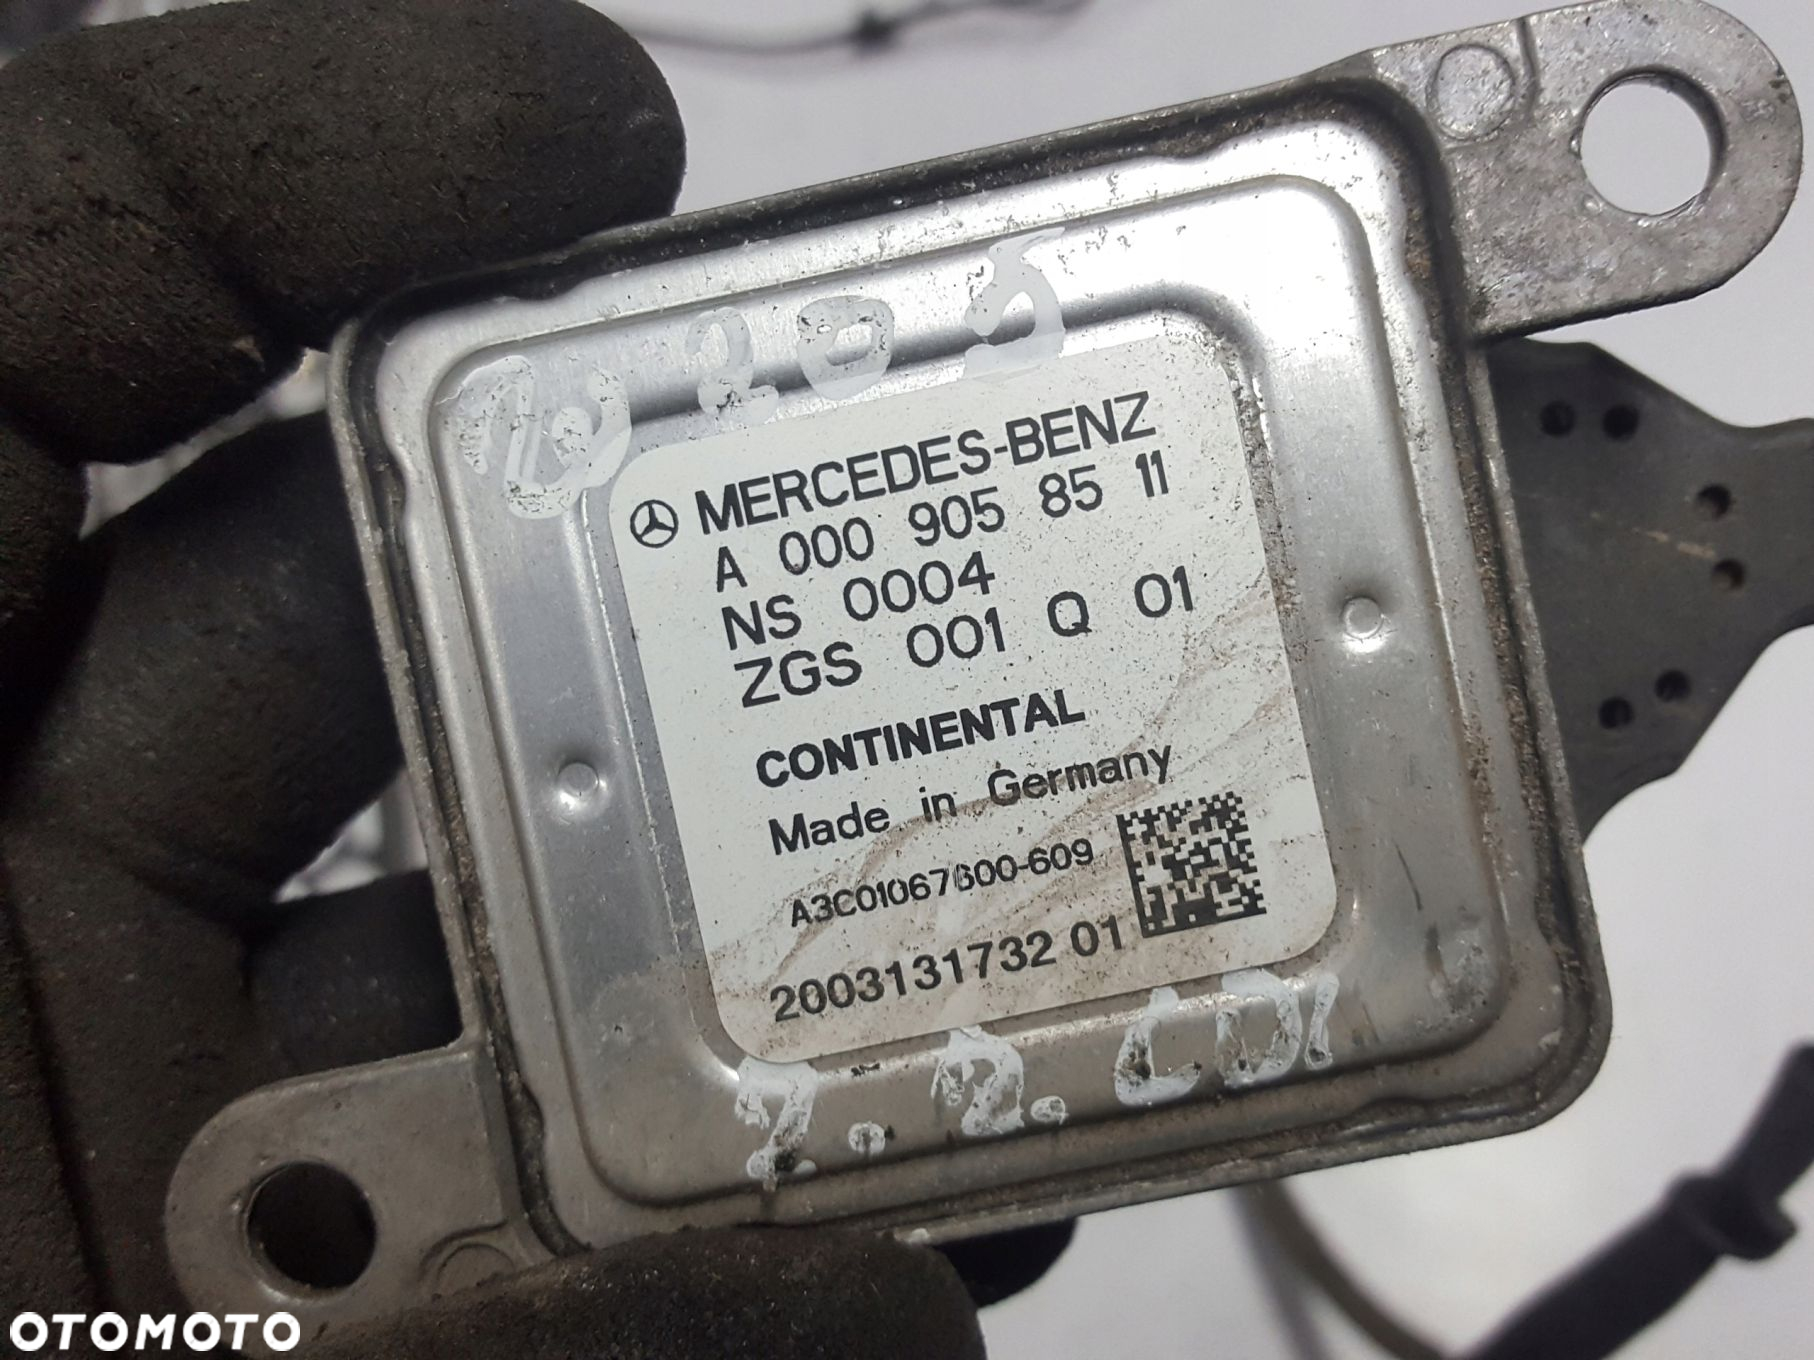 W205
MERCEDES-BENZ
A 000 905 85 11
NS 0004
ZGS 001 Q 01
CONTINENTAL
Made in Germany
A3C01067600-609
2003131732 01
2.2. CDI
OTOMOTO